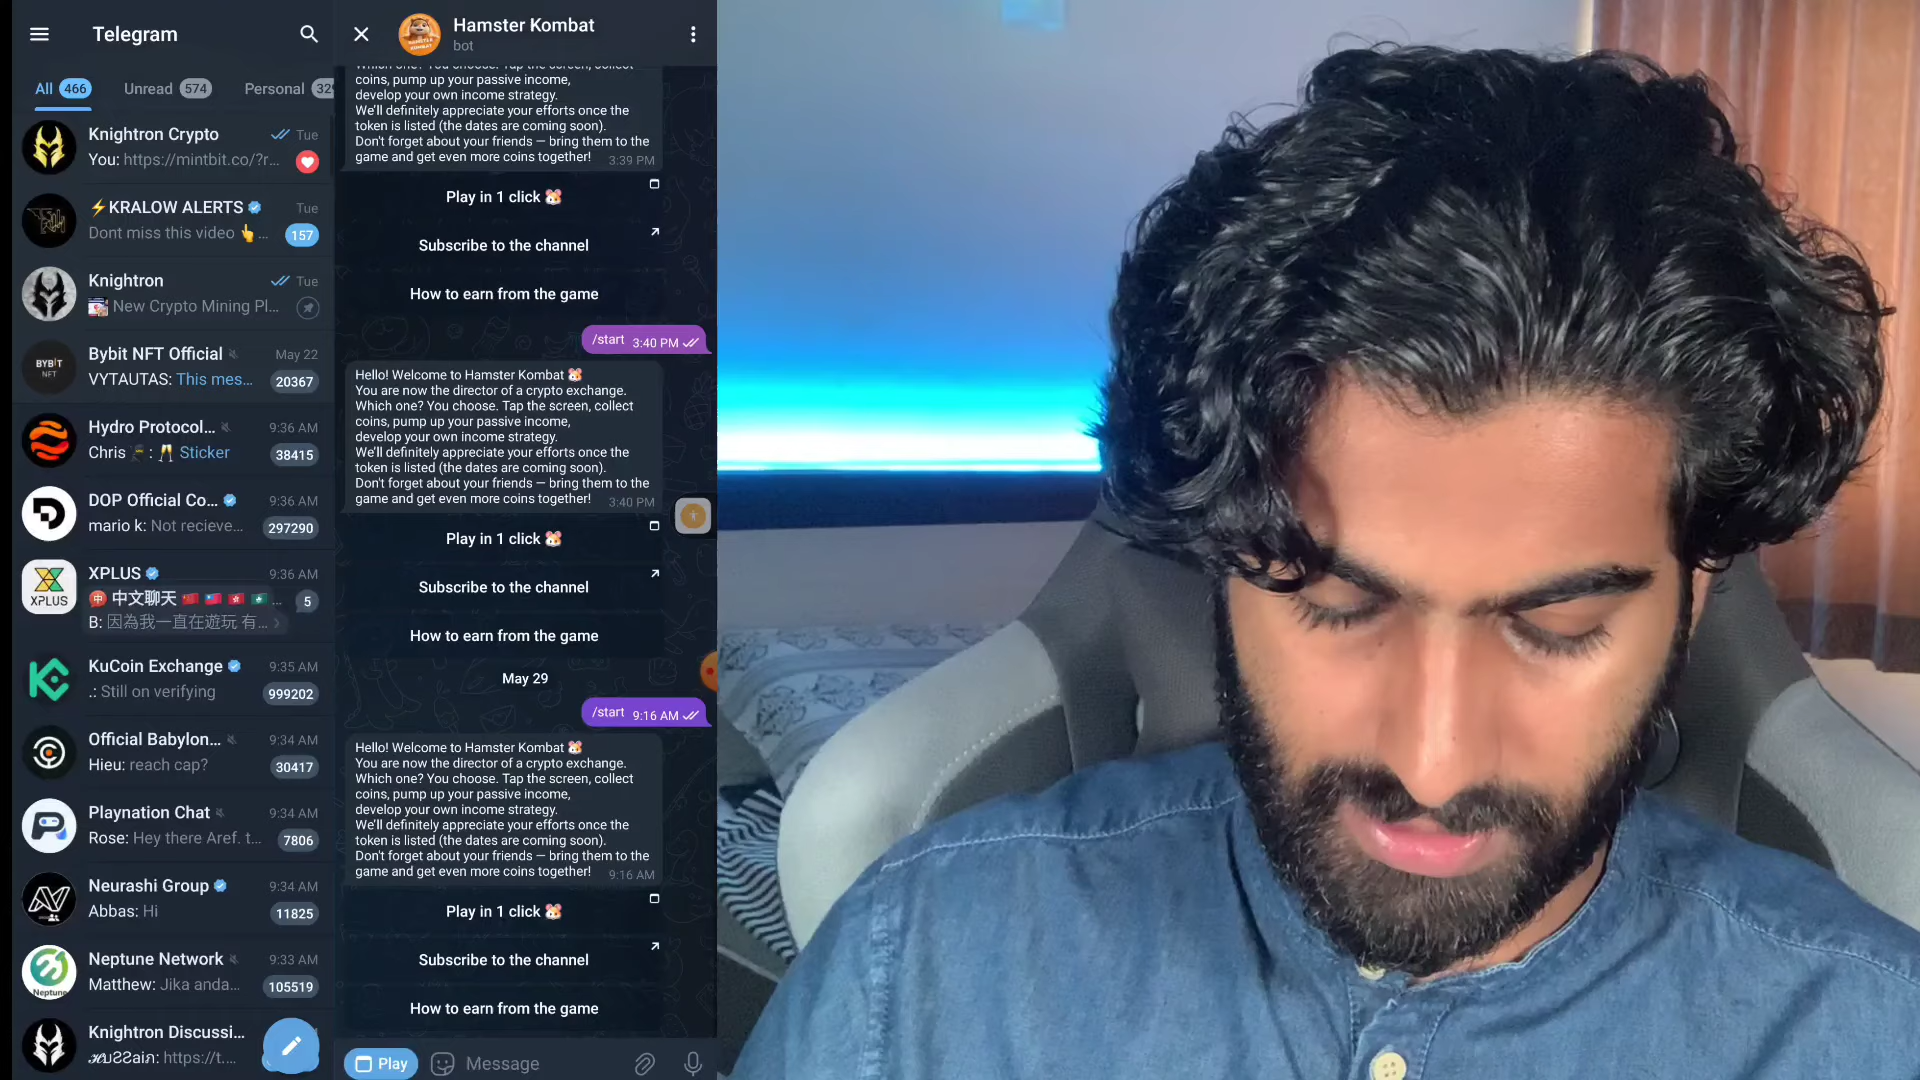 Telegram
All 466
Unread 574
Personal
Knightron Crypto
Tue
You: https://mintbit.co/?r...
⚡KRALOW ALERTS
Tue
Dont miss this video 👆...
157
Knightron
Tue
New Crypto Mining Pl...
BYBIT
NFT
Bybit NFT Official
May 22
VYTAUTAS: This mes...
20367
Hydro Protocol...
9:36 AM
Chris : 🥂 Sticker
38415
DOP Official Co...
9:36 AM
mario k: Not recieve...
297290
XPLUS
XPLUS
9:36 AM
中文聊天 ...
B: 因為我一直在遊玩 有...
5
KuCoin Exchange
9:35 AM
.: Still on verifying
999202
Official Babylon...
9:34 AM
Hieu: reach cap?
30417
Playnation Chat
9:34 AM
Rose: Hey there Aref. t...
7806
Neurashi Group
9:34 AM
Abbas: Hi
11825
Neptune
Neptune Network
9:33 AM
Matthew: Jika anda...
105519
Knightron Discussi...
https://t....
Hamster Kombat
bot
Which one? You choose. Tap the screen, collect
coins, pump up your passive income,
develop your own income strategy.
We'll definitely appreciate your efforts once the
token is listed (the dates are coming soon).
Don't forget about your friends — bring them to the
game and get even more coins together! 3:39 PM
Play in 1 click 🐹
Subscribe to the channel
How to earn from the game
/start 3:40 PM
Hello! Welcome to Hamster Kombat 🐹
You are now the director of a crypto exchange.
Which one? You choose. Tap the screen, collect
coins, pump up your passive income,
develop your own income strategy.
We'll definitely appreciate your efforts once the
token is listed (the dates are coming soon).
Don't forget about your friends — bring them to the
game and get even more coins together! 3:40 PM
Play in 1 click 🐹
Subscribe to the channel
How to earn from the game
May 29
/start 9:16 AM
Hello! Welcome to Hamster Kombat 🐹
You are now the director of a crypto exchange.
Which one? You choose. Tap the screen, collect
coins, pump up your passive income,
develop your own income strategy.
We'll definitely appreciate your efforts once the
token is listed (the dates are coming soon).
Don't forget about your friends — bring them to the
game and get even more coins together! 9:16 AM
Play in 1 click 🐹
Subscribe to the channel
How to earn from the game
Play
Message